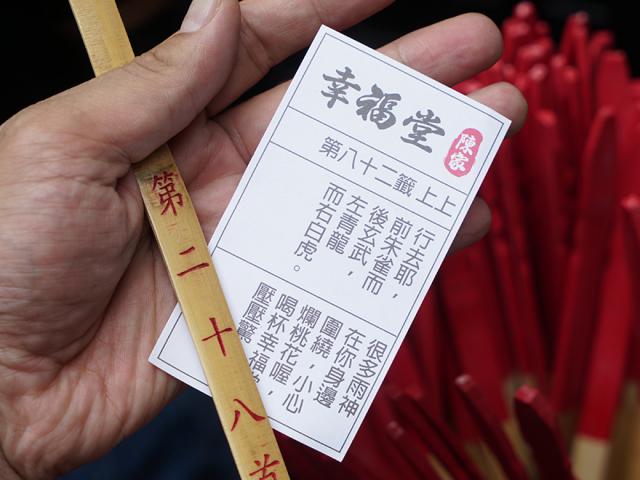 幸福堂
陳家
第八十二籤 上上
行去耶，
前朱雀而
後玄武，
左青龍，
而右白虎。
很多雨神
在你身邊
圍繞，小心
爛桃花喔，
喝杯幸福
壓壓驚
第二十八首